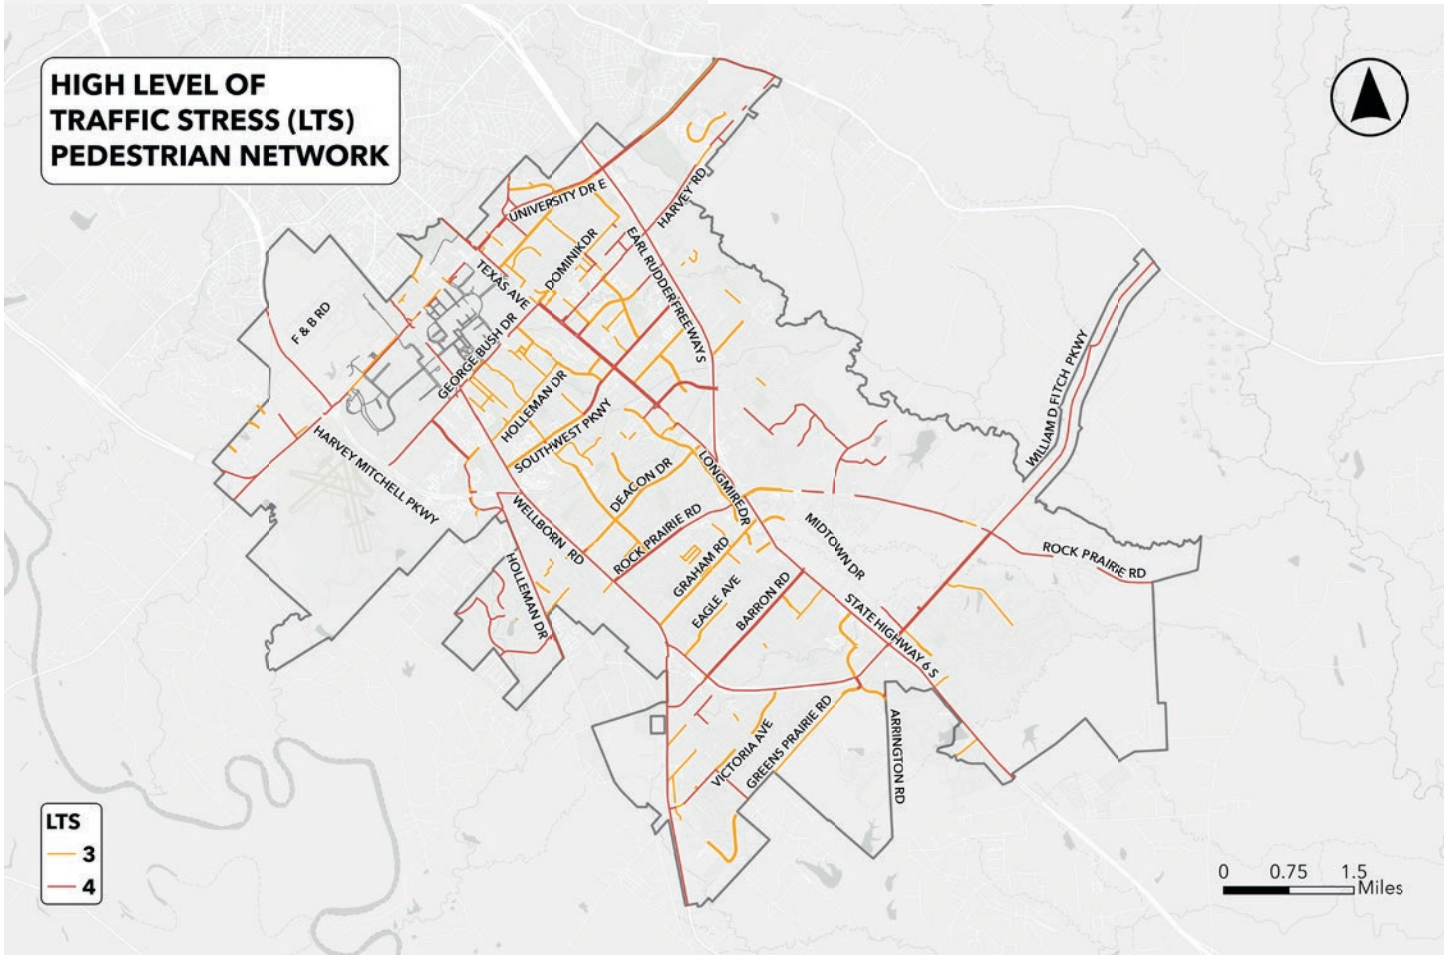 HIGH LEVEL OF
TRAFFIC STRESS (LTS)
PEDESTRIAN NETWORK
UNIVERSITY DR E
HARVEY RD
DOMINIK DR
EARL RUDDER FREEWAY S
TEXAS AVE
F & B RD
GEORGE BUSH DR
WILLIAM D FITCH PKWY
HOLLEMAN DR
SOUTHWEST PKWY
HARVEY MITCHELL PKWY
DEACON DR
LONGMIRE DR
WELLBORN RD
ROCK PRAIRIE RD
MIDTOWN DR
ROCK PRAIRIE RD
GRAHAM RD
HOLLEMAN DR
EAGLE AVE
BARRON RD
STATE HIGHWAY 6 S
VICTORIA AVE
GREENS PRAIRIE RD
ARRINGTON RD
LTS
3
4
0 0.75 1.5
Miles